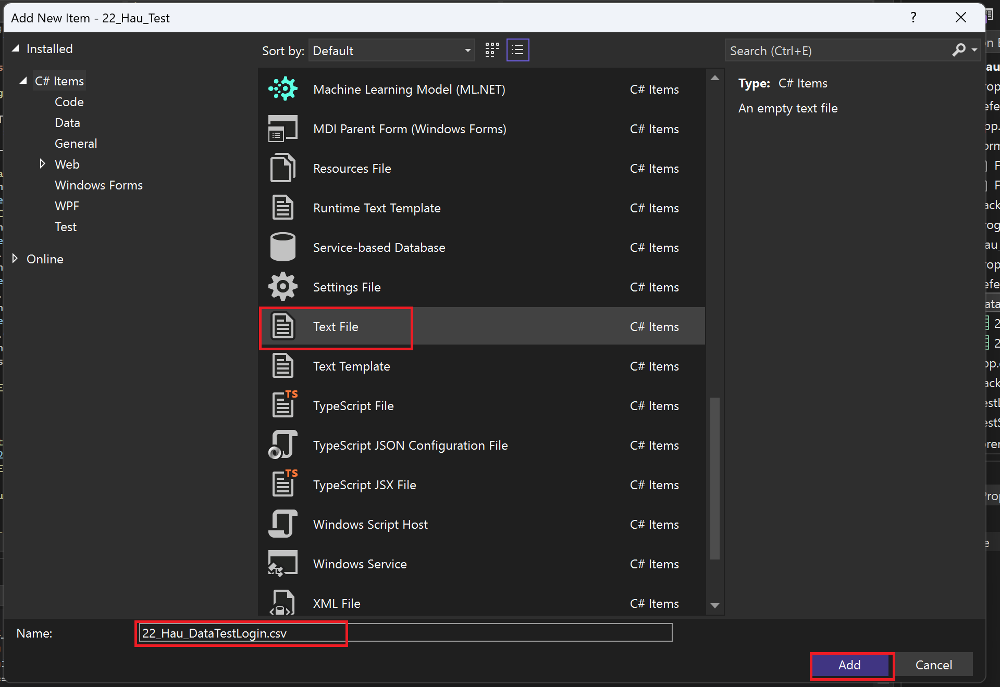 Add New Item - 22_Hau_Test
?
Installed
Sort by: Default
Search (Ctrl+E)
C# Items
Code
Data
General
Web
Windows Forms
WPF
Test
Online
Machine Learning Model (ML.NET) C# Items
MDI Parent Form (Windows Forms) C# Items
Resources File C# Items
Runtime Text Template C# Items
Service-based Database C# Items
Settings File C# Items
Text File C# Items
Text Template C# Items
TS
TypeScript File C# Items
TypeScript JSON Configuration File C# Items
TS
TypeScript JSX File C# Items
Windows Script Host C# Items
Windows Service C# Items
XML File C# Items
Type: C# Items
An empty text file
Name: 22_Hau_DataTestLogin.csv
Add Cancel